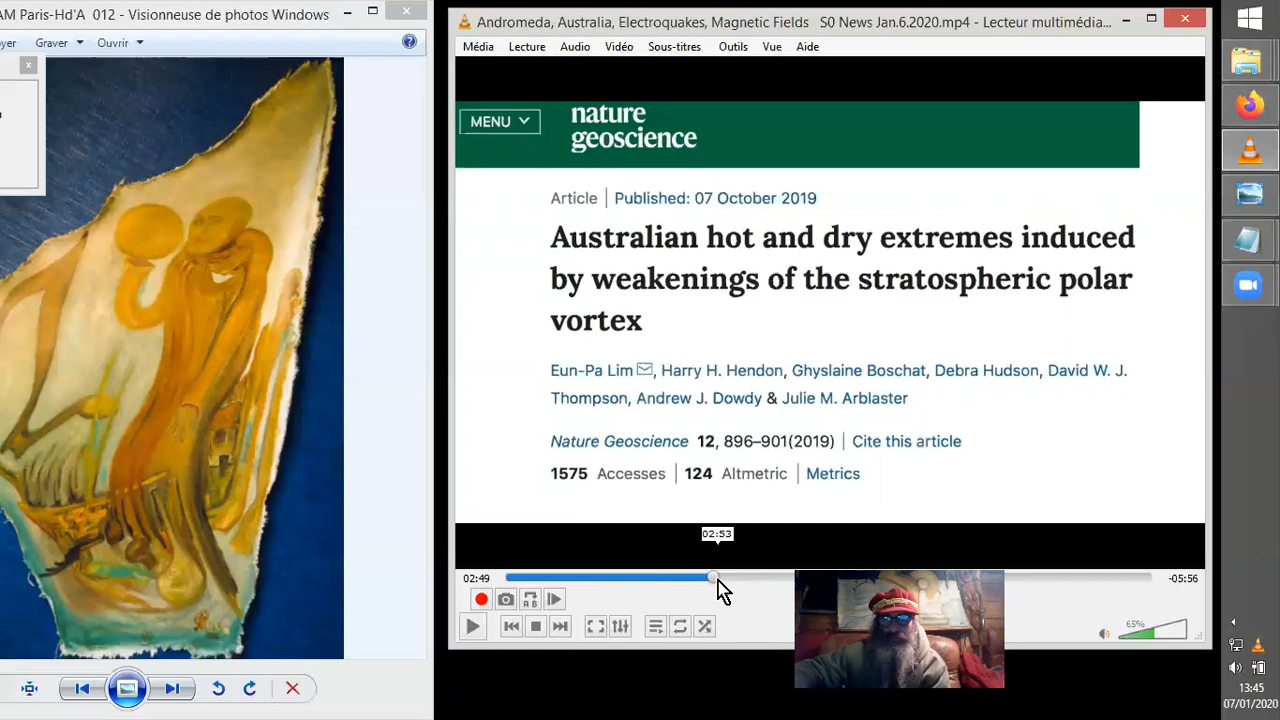 AM Paris-Hd'A 012 - Visionneuse de photos Windows
Graver
Ouvrir
Andromeda, Australia, Electroquakes, Magnetic Fields S0 News Jan.6.2020.mp4 - Lecteur multimédia...
Média Lecture Audio Vidéo Sous-titres Outils Vue Aide
MENU
nature
geoscience
Article | Published: 07 October 2019
Australian hot and dry extremes induced
by weakenings of the stratospheric polar
vortex
Eun-Pa Lim, Harry H. Hendon, Ghyslaine Boschat, Debra Hudson, David W. J.
Thompson, Andrew J. Dowdy & Julie M. Arblaster
Nature Geoscience 12, 896–901(2019) | Cite this article
1575 Accesses | 124 Altmetric | Metrics
02:53
02:49
-05:56
65%
13:45
07/01/2020